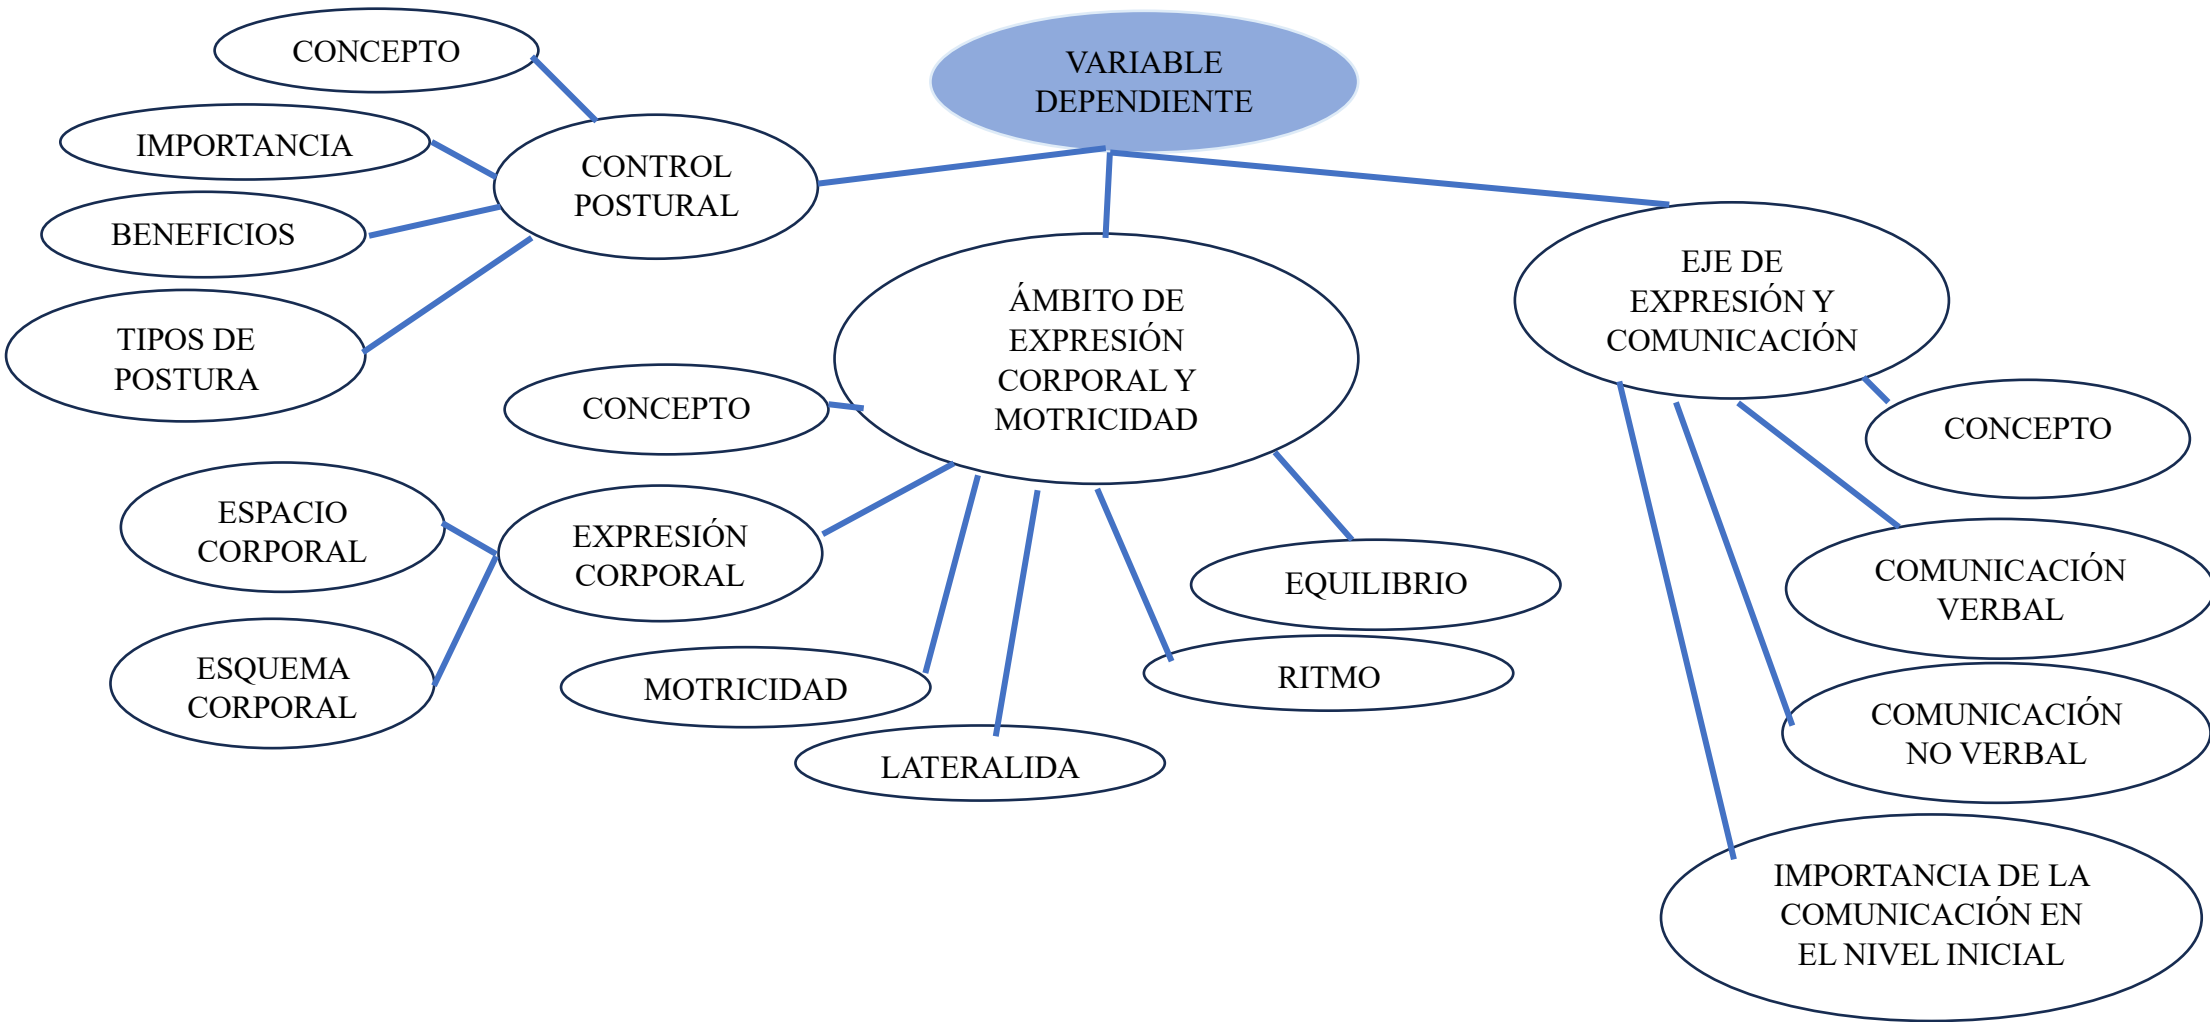 VARIABLE
DEPENDIENTE
CONTROL
POSTURAL
CONCEPTO
IMPORTANCIA
BENEFICIOS
TIPOS DE
POSTURA
ÁMBITO DE
EXPRESIÓN
CORPORAL Y
MOTRICIDAD
CONCEPTO
EXPRESIÓN
CORPORAL
ESPACIO
CORPORAL
ESQUEMA
CORPORAL
MOTRICIDAD
LATERALIDA
RITMO
EQUILIBRIO
EJE DE
EXPRESIÓN Y
COMUNICACIÓN
CONCEPTO
COMUNICACIÓN
VERBAL
COMUNICACIÓN
NO VERBAL
IMPORTANCIA DE LA
COMUNICACIÓN EN
EL NIVEL INICIAL